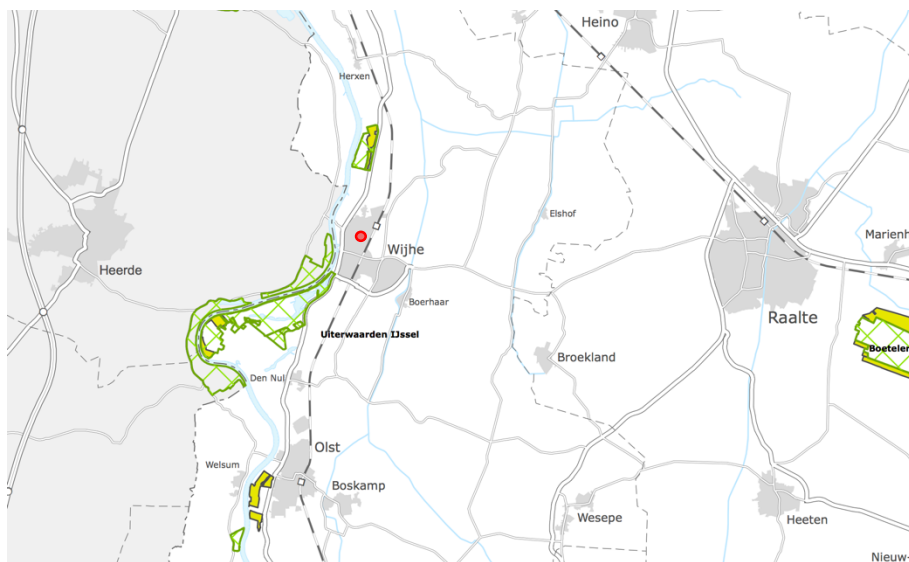 Heino
Herxen
Elshof
Marienh
Wijhe
Heerde
Boerhaar
Raalte
Uiterwaarden IJssel
Boeteler
Broekland
Den Nul
Olst
Welsum
Boskamp
Wesepe
Heeten
Nieuw-